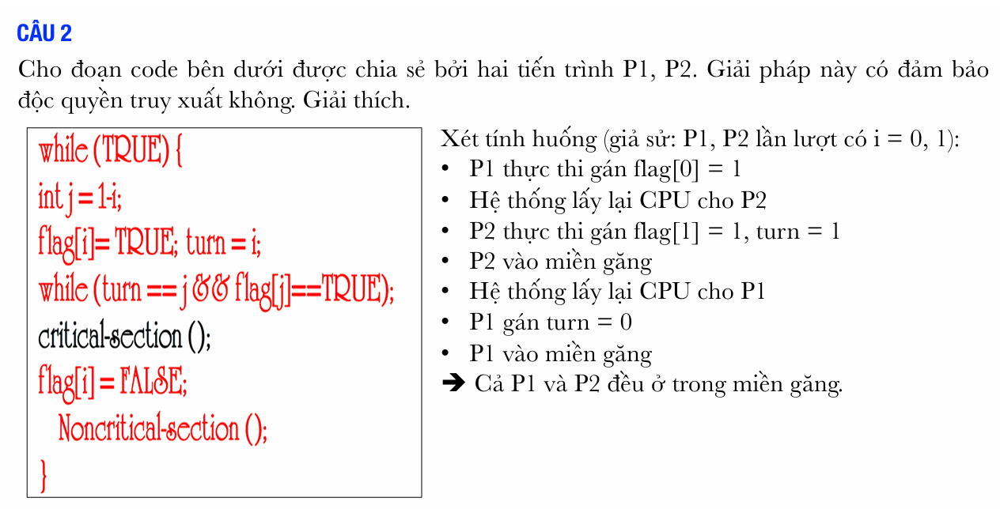 CÂU 2
Cho đoạn code bên dưới được chia sẻ bởi hai tiến trình P1, P2. Giải pháp này có đảm bảo
độc quyền truy xuất không. Giải thích.
while (TRUE) {
int j = 1-i;
flag[i]= TRUE; turn = i;
while (turn == j && flag[j]==TRUE);
critical-section ();
flag[i] = FALSE;
Noncritical-section ();
}
Xét tính huống (giả sử: P1, P2 lần lượt có i = 0, 1):
• P1 thực thi gán flag[0] = 1
• Hệ thống lấy lại CPU cho P2
• P2 thực thi gán flag[1] = 1, turn = 1
• P2 vào miền găng
• Hệ thống lấy lại CPU cho P1
• P1 gán turn = 0
• P1 vào miền găng
➔ Cả P1 và P2 đều ở trong miền găng.